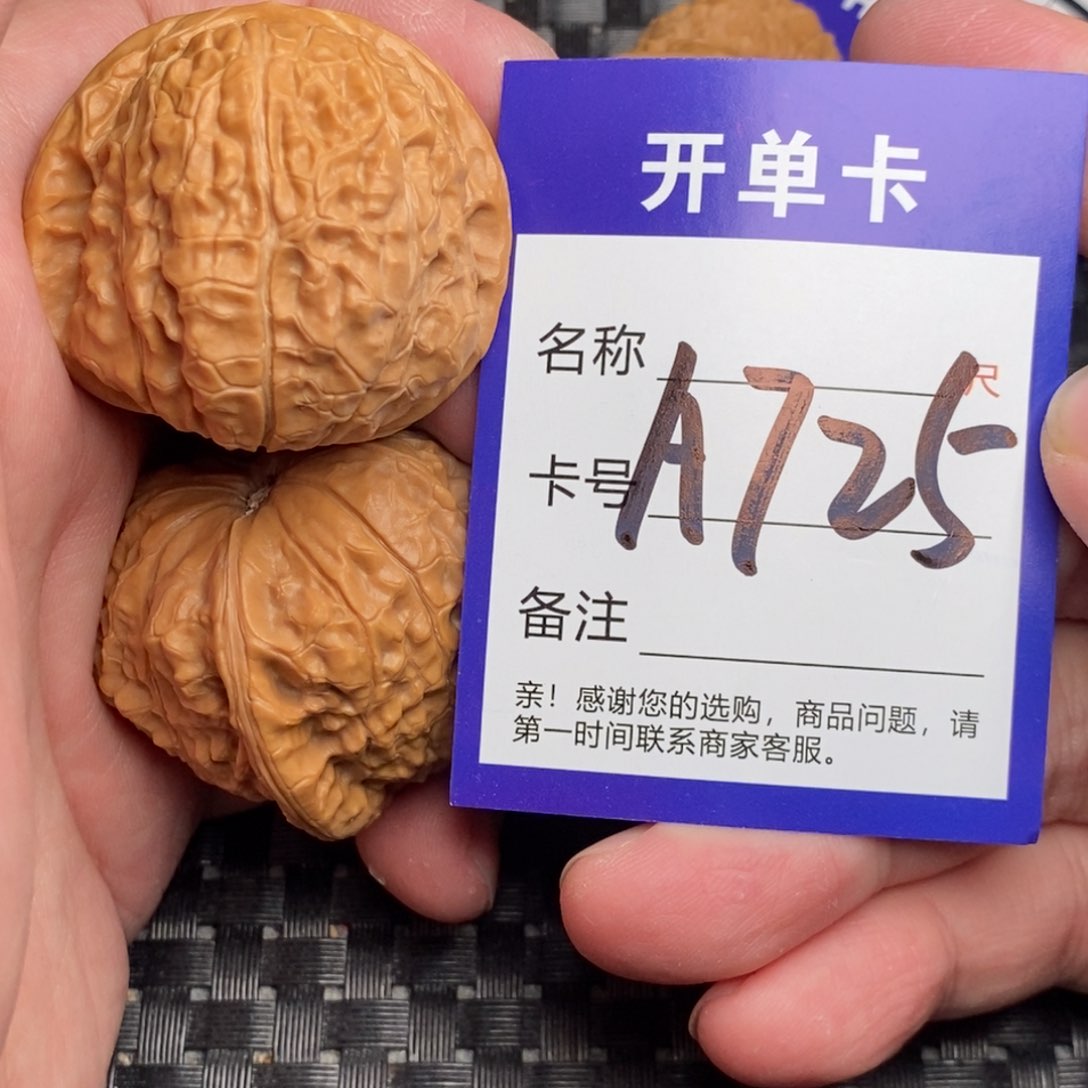 开单卡
名称
尺
卡号
A725
备注
亲！感谢您的选购，商品问题，请
第一时间联系商家客服。